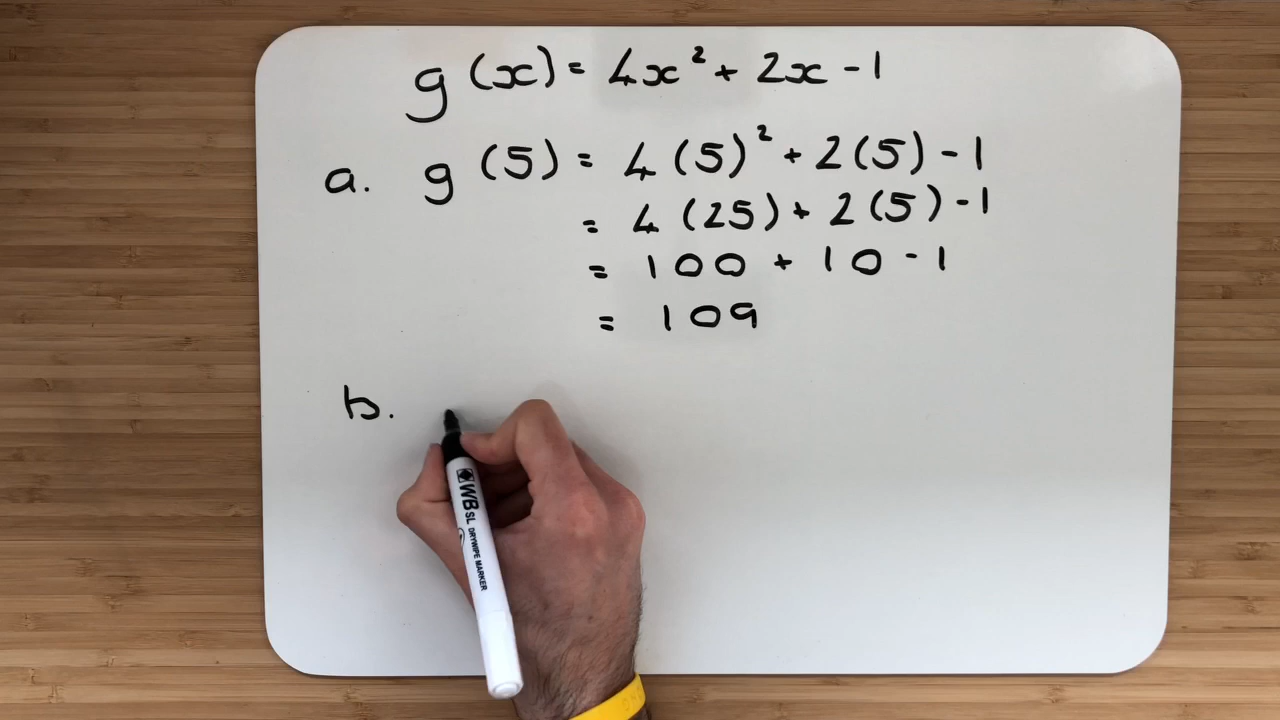 g(x) = 4x² + 2x - 1
a. g(5) = 4(5)² + 2(5) - 1
= 4(25) + 2(5) - 1
= 100 + 10 - 1
= 109
b.
WB SL DRYWIPE MARKER